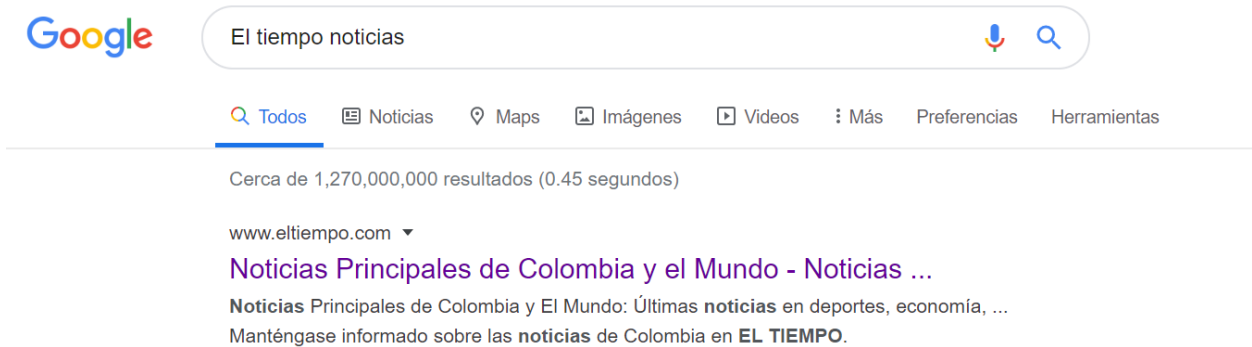 Google El tiempo noticias
Todos Noticias Maps Imágenes Videos Más Preferencias Herramientas
Cerca de 1,270,000,000 resultados (0.45 segundos)
www.eltiempo.com
Noticias Principales de Colombia y el Mundo - Noticias ...
Noticias Principales de Colombia y El Mundo: Últimas noticias en deportes, economía, ...
Manténgase informado sobre las noticias de Colombia en EL TIEMPO.